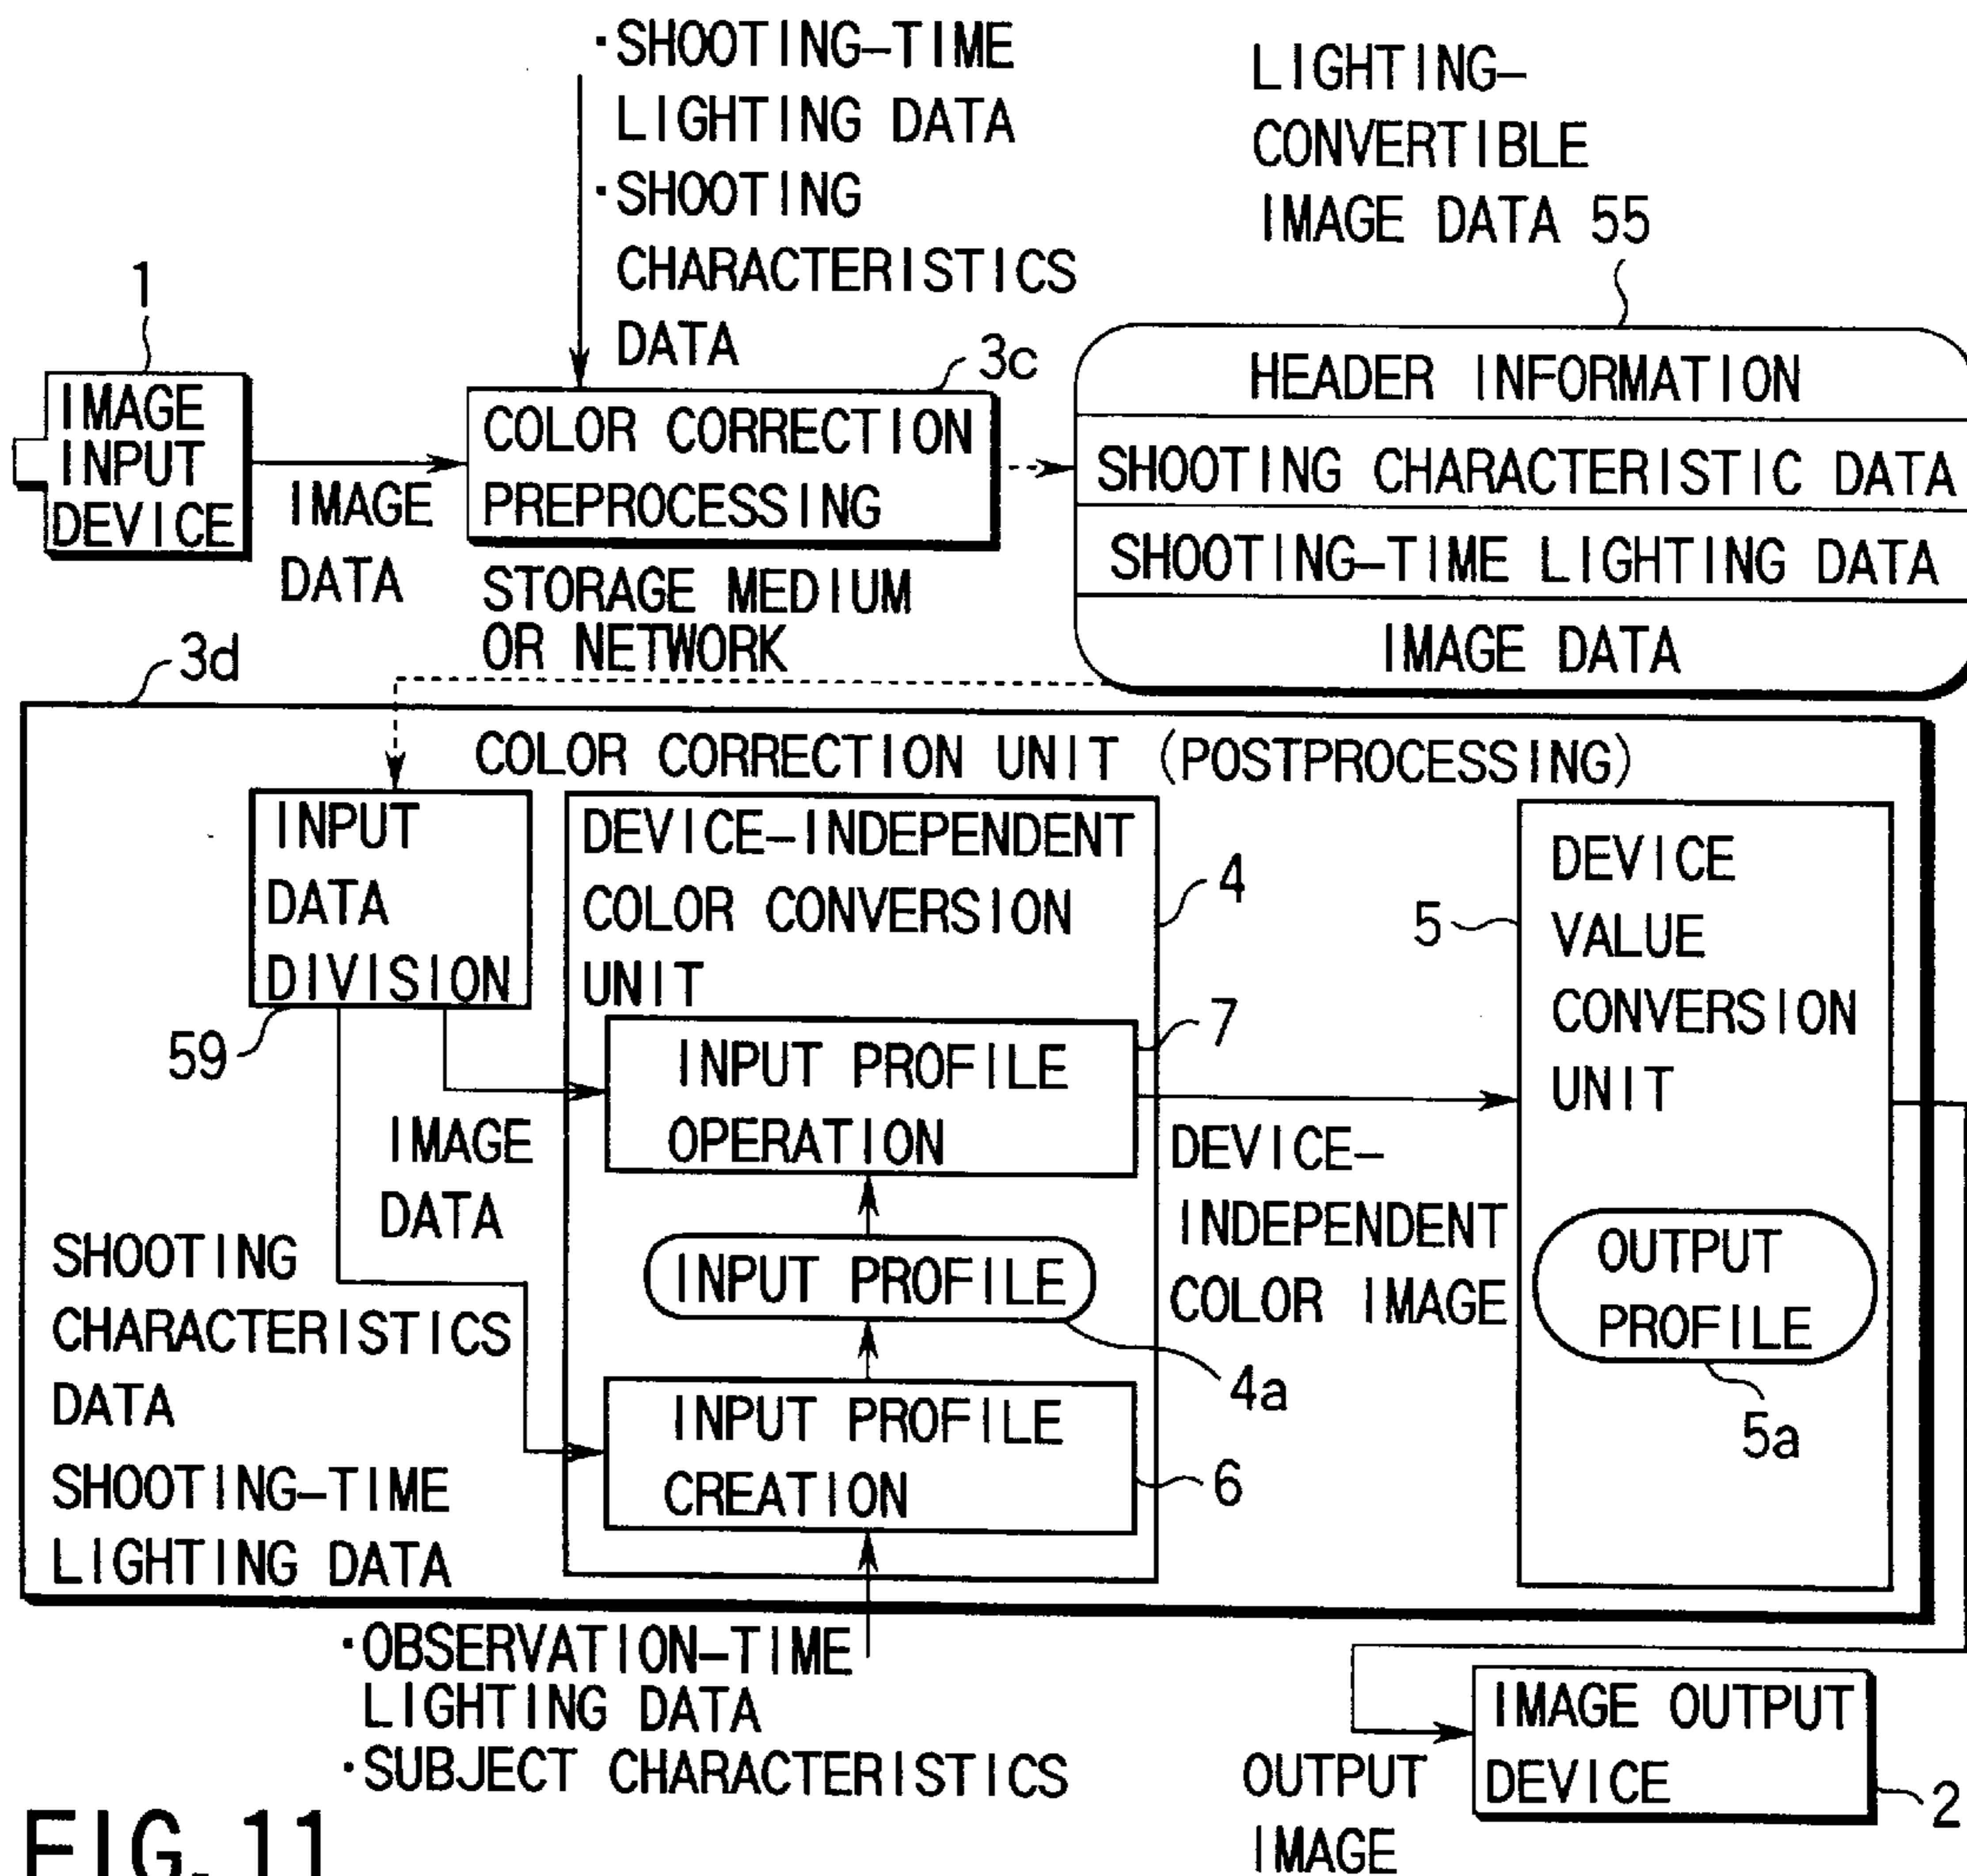 ·SHOOTING-TIME
LIGHTING DATA
·SHOOTING
CHARACTERISTICS
DATA
LIGHTING-
CONVERTIBLE
IMAGE DATA 55
1
IMAGE
INPUT
DEVICE
IMAGE
DATA
3c
COLOR CORRECTION
PREPROCESSING
STORAGE MEDIUM
OR NETWORK
HEADER INFORMATION
SHOOTING CHARACTERISTIC DATA
SHOOTING-TIME LIGHTING DATA
IMAGE DATA
3d
COLOR CORRECTION UNIT (POSTPROCESSING)
INPUT
DATA
DIVISION
59
DEVICE-INDEPENDENT
COLOR CONVERSION
UNIT
4
INPUT PROFILE
OPERATION
7
IMAGE
DATA
INPUT PROFILE
4a
INPUT PROFILE
CREATION
6
SHOOTING
CHARACTERISTICS
DATA
SHOOTING-TIME
LIGHTING DATA
DEVICE-
INDEPENDENT
COLOR IMAGE
5
DEVICE
VALUE
CONVERSION
UNIT
OUTPUT
PROFILE
5a
·OBSERVATION-TIME
LIGHTING DATA
·SUBJECT CHARACTERISTICS
OUTPUT
IMAGE
IMAGE OUTPUT
DEVICE
2
FIG. 11